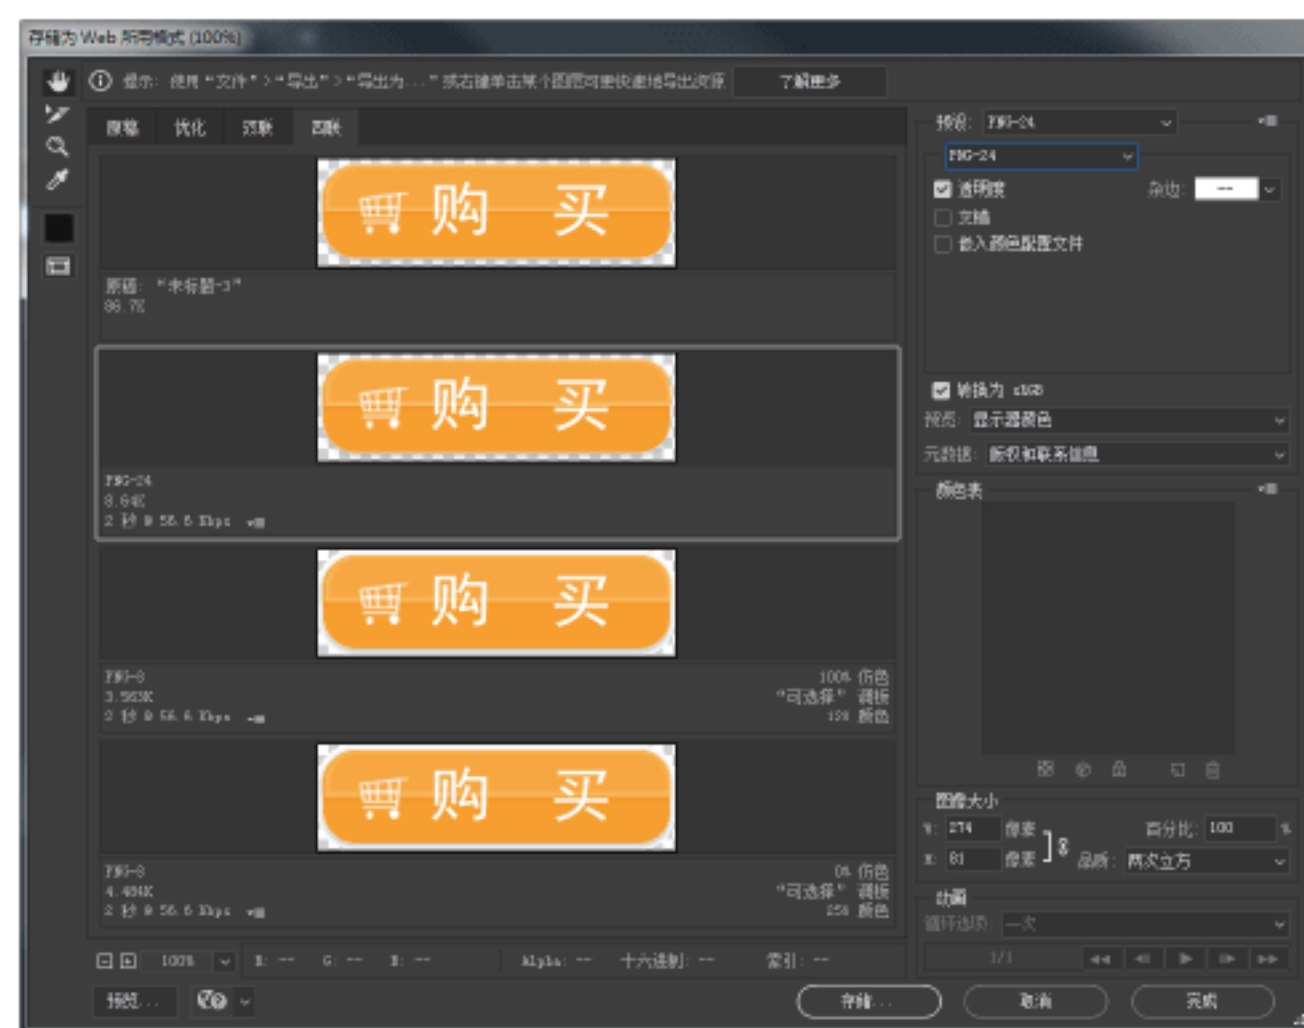 存储为 Web 所用格式 (100%)
提示: 使用 “文件” > “导出” > “导出为...” 或右键单击某个图层可更快速地导出资源
了解更多
原稿 优化 双联 四联
购 买
原稿: “未标题-3”
86.7K
购 买
PNG-24
8.64K
2 秒 @ 56.6 Kbps
购 买
PNG-8
3.563K
2 秒 @ 56.6 Kbps
100% 仿色
“可选择” 调板
128 颜色
购 买
PNG-8
4.484K
2 秒 @ 56.6 Kbps
0% 仿色
“可选择” 调板
256 颜色
100% R: -- G: -- B: -- Alpha: -- 十六进制: -- 索引: --
预览...
存储... 取消 完成
预设: PNG-24
PNG-24
透明度 杂边: --
交错
嵌入颜色配置文件
转换为 sRGB
预览: 显示器颜色
元数据: 版权和联系信息
颜色表
图像大小
W: 274 像素 百分比: 100 %
H: 81 像素 品质: 两次立方
动画
循环选项: 一次
1/1